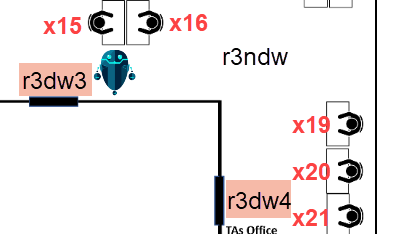 x15
x16
r3ndw
r3dw3
x19
x20
r3dw4
x21
TAs Office